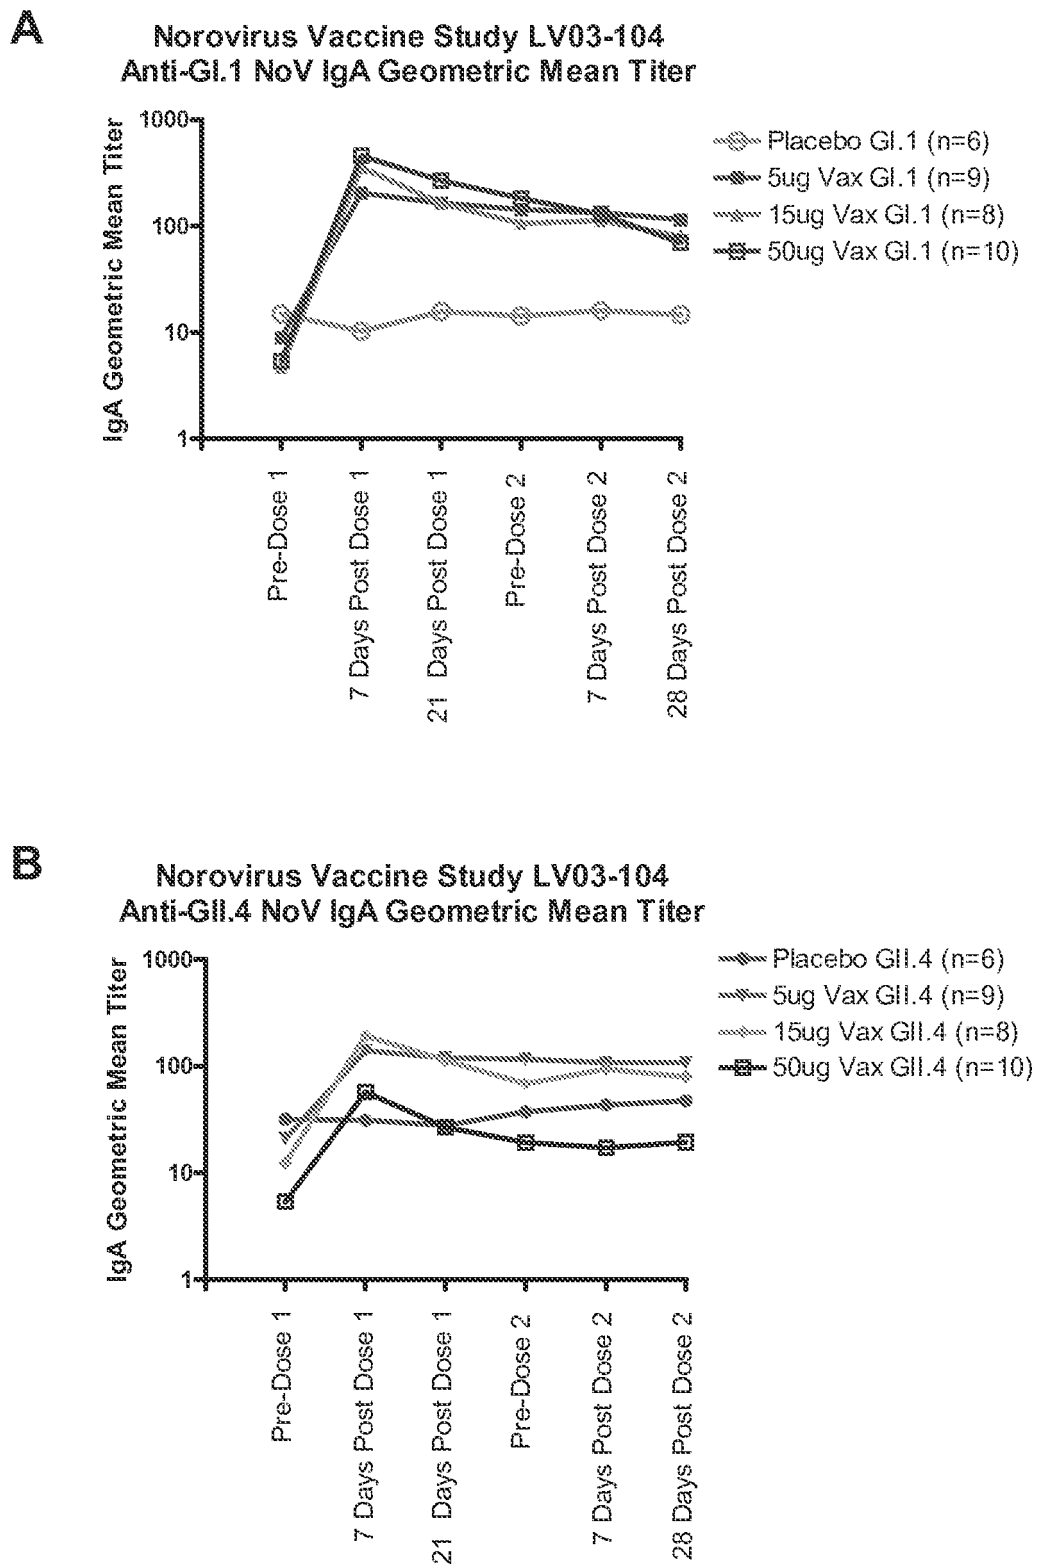 A
Norovirus Vaccine Study LV03-104
Anti-GI.1 NoV IgA Geometric Mean Titer
IgA Geometric Mean Titer
1000
100
10
1
Placebo GI.1 (n=6)
5ug Vax GI.1 (n=9)
15ug Vax GI.1 (n=8)
50ug Vax GI.1 (n=10)
Pre-Dose 1
7 Days Post Dose 1
21 Days Post Dose 1
Pre-Dose 2
7 Days Post Dose 2
28 Days Post Dose 2
B
Norovirus Vaccine Study LV03-104
Anti-GII.4 NoV IgA Geometric Mean Titer
IgA Geometric Mean Titer
1000
100
10
1
Placebo GII.4 (n=6)
5ug Vax GII.4 (n=9)
15ug Vax GII.4 (n=8)
50ug Vax GII.4 (n=10)
Pre-Dose 1
7 Days Post Dose 1
21 Days Post Dose 1
Pre-Dose 2
7 Days Post Dose 2
28 Days Post Dose 2